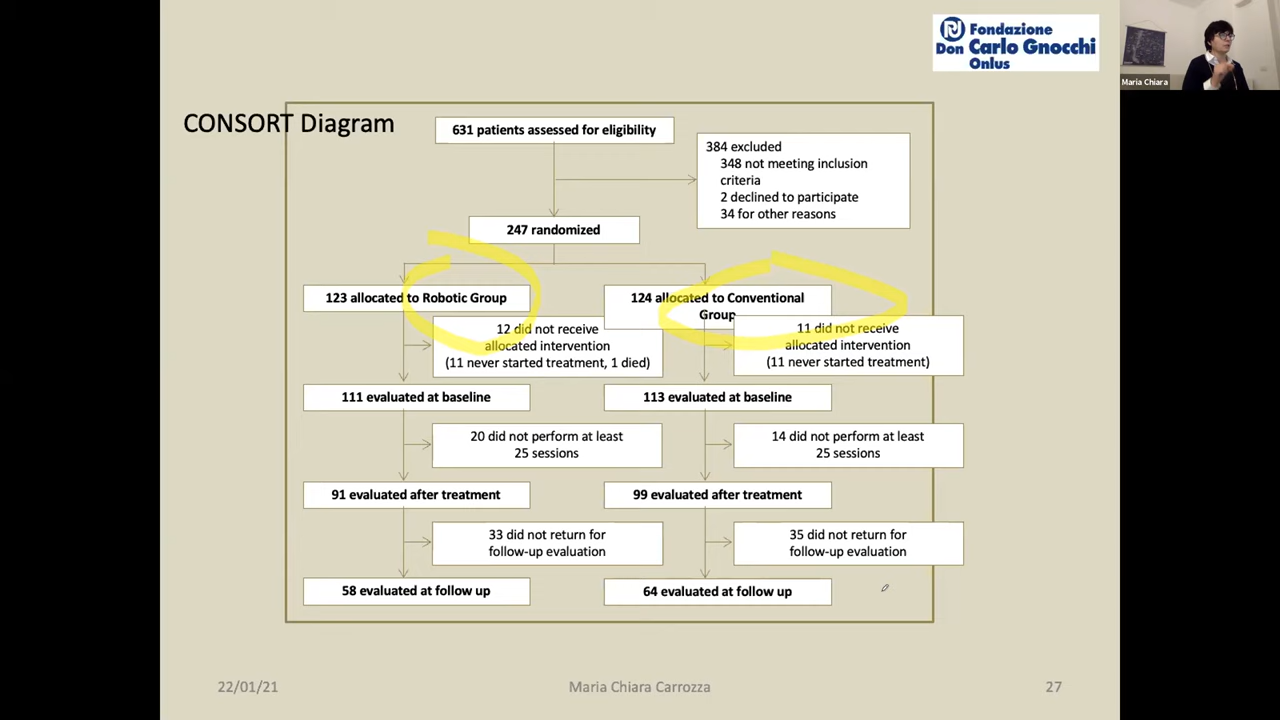 Fondazione
Don Carlo Gnocchi
Onlus
Maria Chiara
CONSORT Diagram
631 patients assessed for eligibility
384 excluded
348 not meeting inclusion
criteria
2 declined to participate
34 for other reasons
247 randomized
123 allocated to Robotic Group
124 allocated to Conventional
Group
12 did not receive
allocated intervention
(11 never started treatment, 1 died)
11 did not receive
allocated intervention
(11 never started treatment)
111 evaluated at baseline
113 evaluated at baseline
20 did not perform at least
25 sessions
14 did not perform at least
25 sessions
91 evaluated after treatment
99 evaluated after treatment
33 did not return for
follow-up evaluation
35 did not return for
follow-up evaluation
58 evaluated at follow up
64 evaluated at follow up
22/01/21
Maria Chiara Carrozza
27